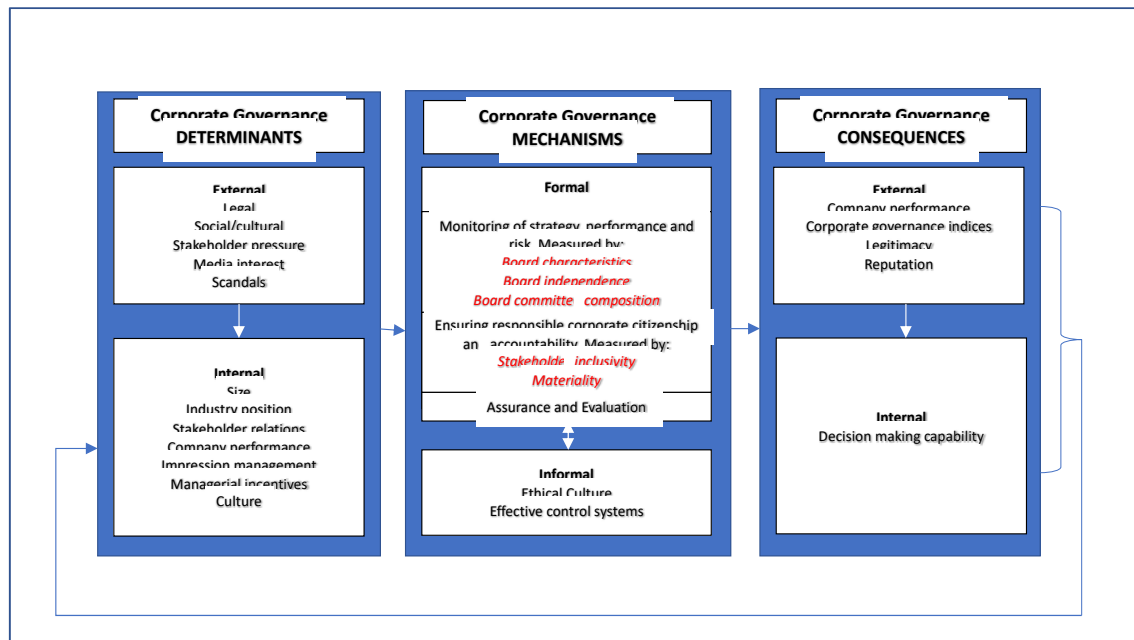 Corporate Governance
DETERMINANTS
External
Legal
Social/cultural
Stakeholder pressure
Media interest
Scandals
Internal
Size
Industry position
Stakeholder relations
Company performance
Impression management
Managerial incentives
Culture
Corporate Governance
MECHANISMS
Formal
Monitoring of strategy, performance and
risk. Measured by:
Board characteristics
Board independence
Board committe composition
Ensuring responsible corporate citizenship
an accountability. Measured by:
Stakeholde inclusivity
Materiality
Assurance and Evaluation
Informal
Ethical Culture
Effective control systems
Corporate Governance
CONSEQUENCES
External
Company performance
Corporate governance indices
Legitimacy
Reputation
Internal
Decision making capability